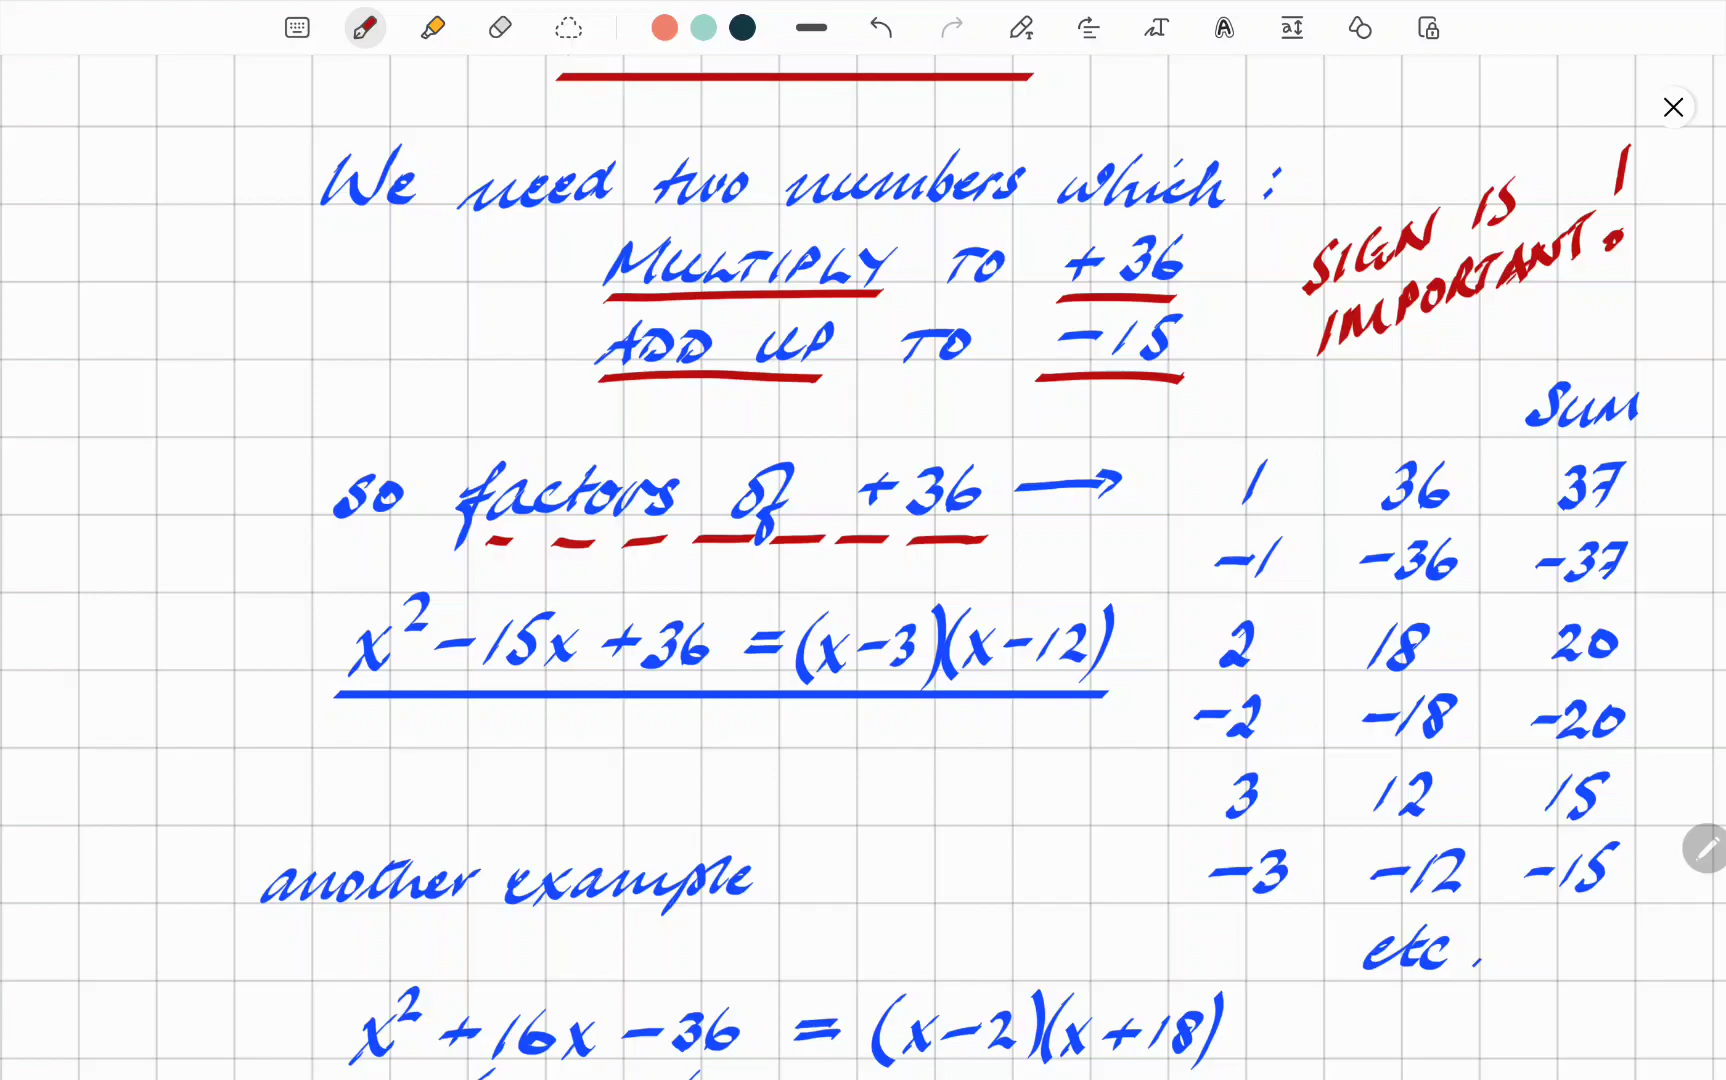 We need two numbers which :
MULTIPLY TO +36
ADD UP TO -15
SIGN IS
IMPORTANT!
SUM
so factors of +36 → 1 36 37
-1 -36 -37
x² - 15x + 36 = (x-3)(x-12)
2 18 20
-2 -18 -20
3 12 15
-3 -12 -15
another example
etc.
x² + 16x - 36 = (x-2)(x+18)